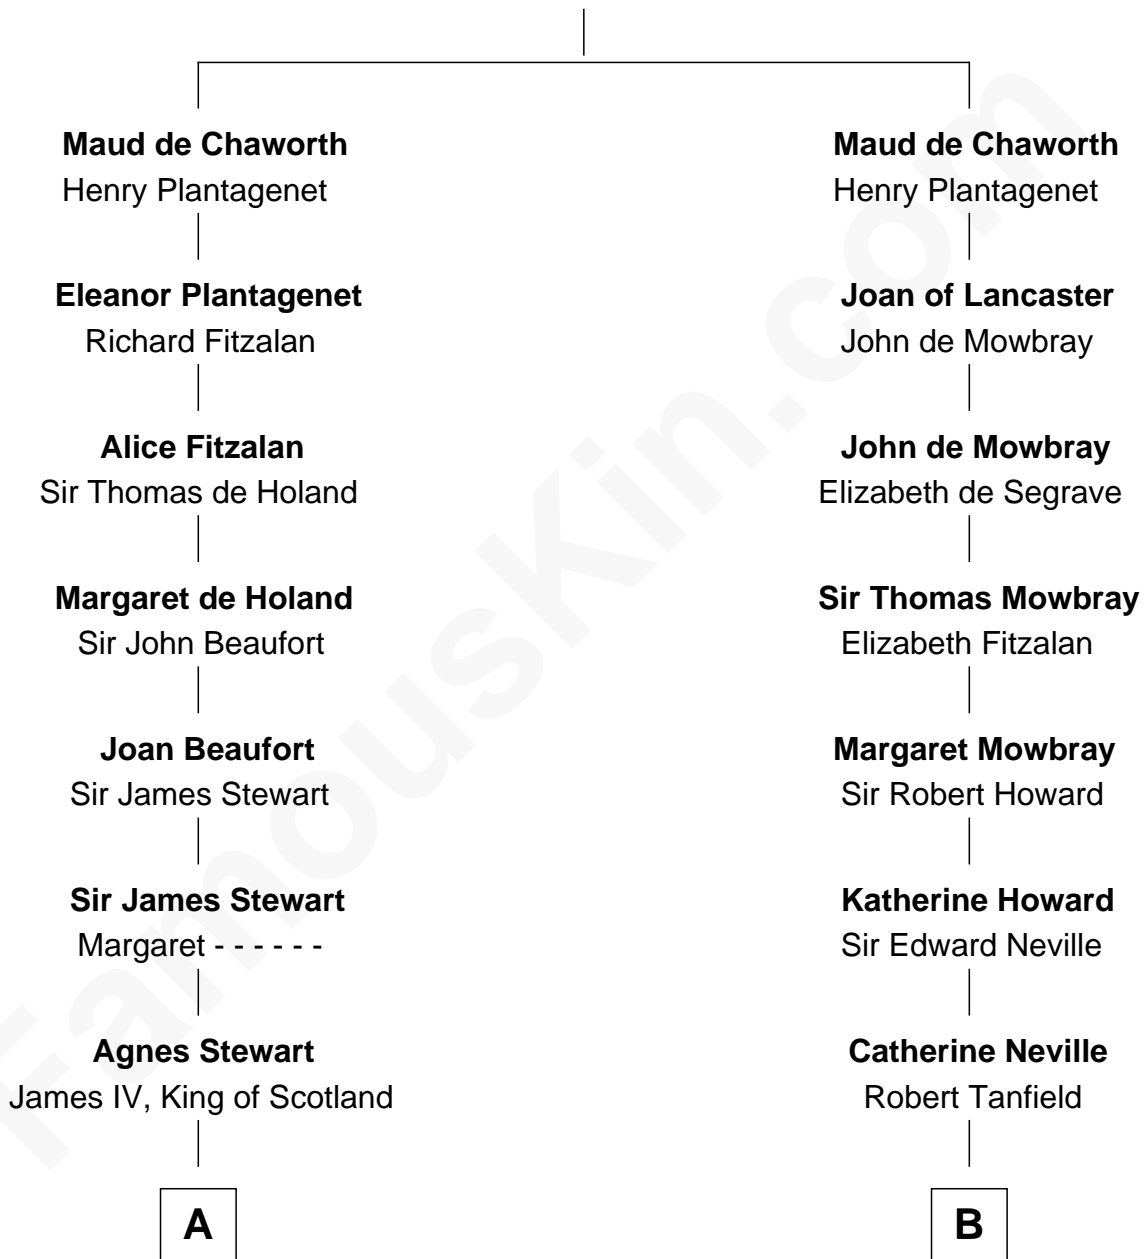 Maud de Chaworth
Henry Plantagenet
Eleanor Plantagenet
Richard Fitzalan
Alice Fitzalan
Sir Thomas de Holand
Margaret de Holand
Sir John Beaufort
Joan Beaufort
Sir James Stewart
Sir James Stewart
Margaret - - - - - -
Agnes Stewart
James IV, King of Scotland
A
Maud de Chaworth
Henry Plantagenet
Joan of Lancaster
John de Mowbray
John de Mowbray
Elizabeth de Segrave
Sir Thomas Mowbray
Elizabeth Fitzalan
Margaret Mowbray
Sir Robert Howard
Katherine Howard
Sir Edward Neville
Catherine Neville
Robert Tanfield
B
FamousKin.com